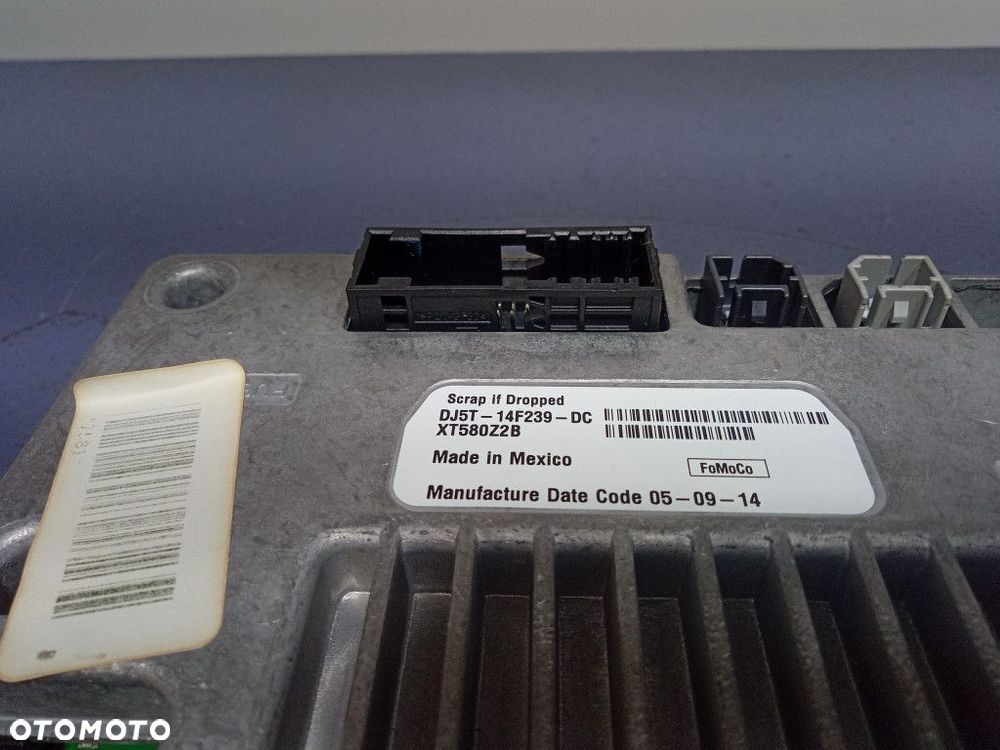 Scrap if Dropped
DJ5T-14F239-DC
XT580Z2B
Made in Mexico
FoMoCo
Manufacture Date Code 05-09-14
OTOMOTO